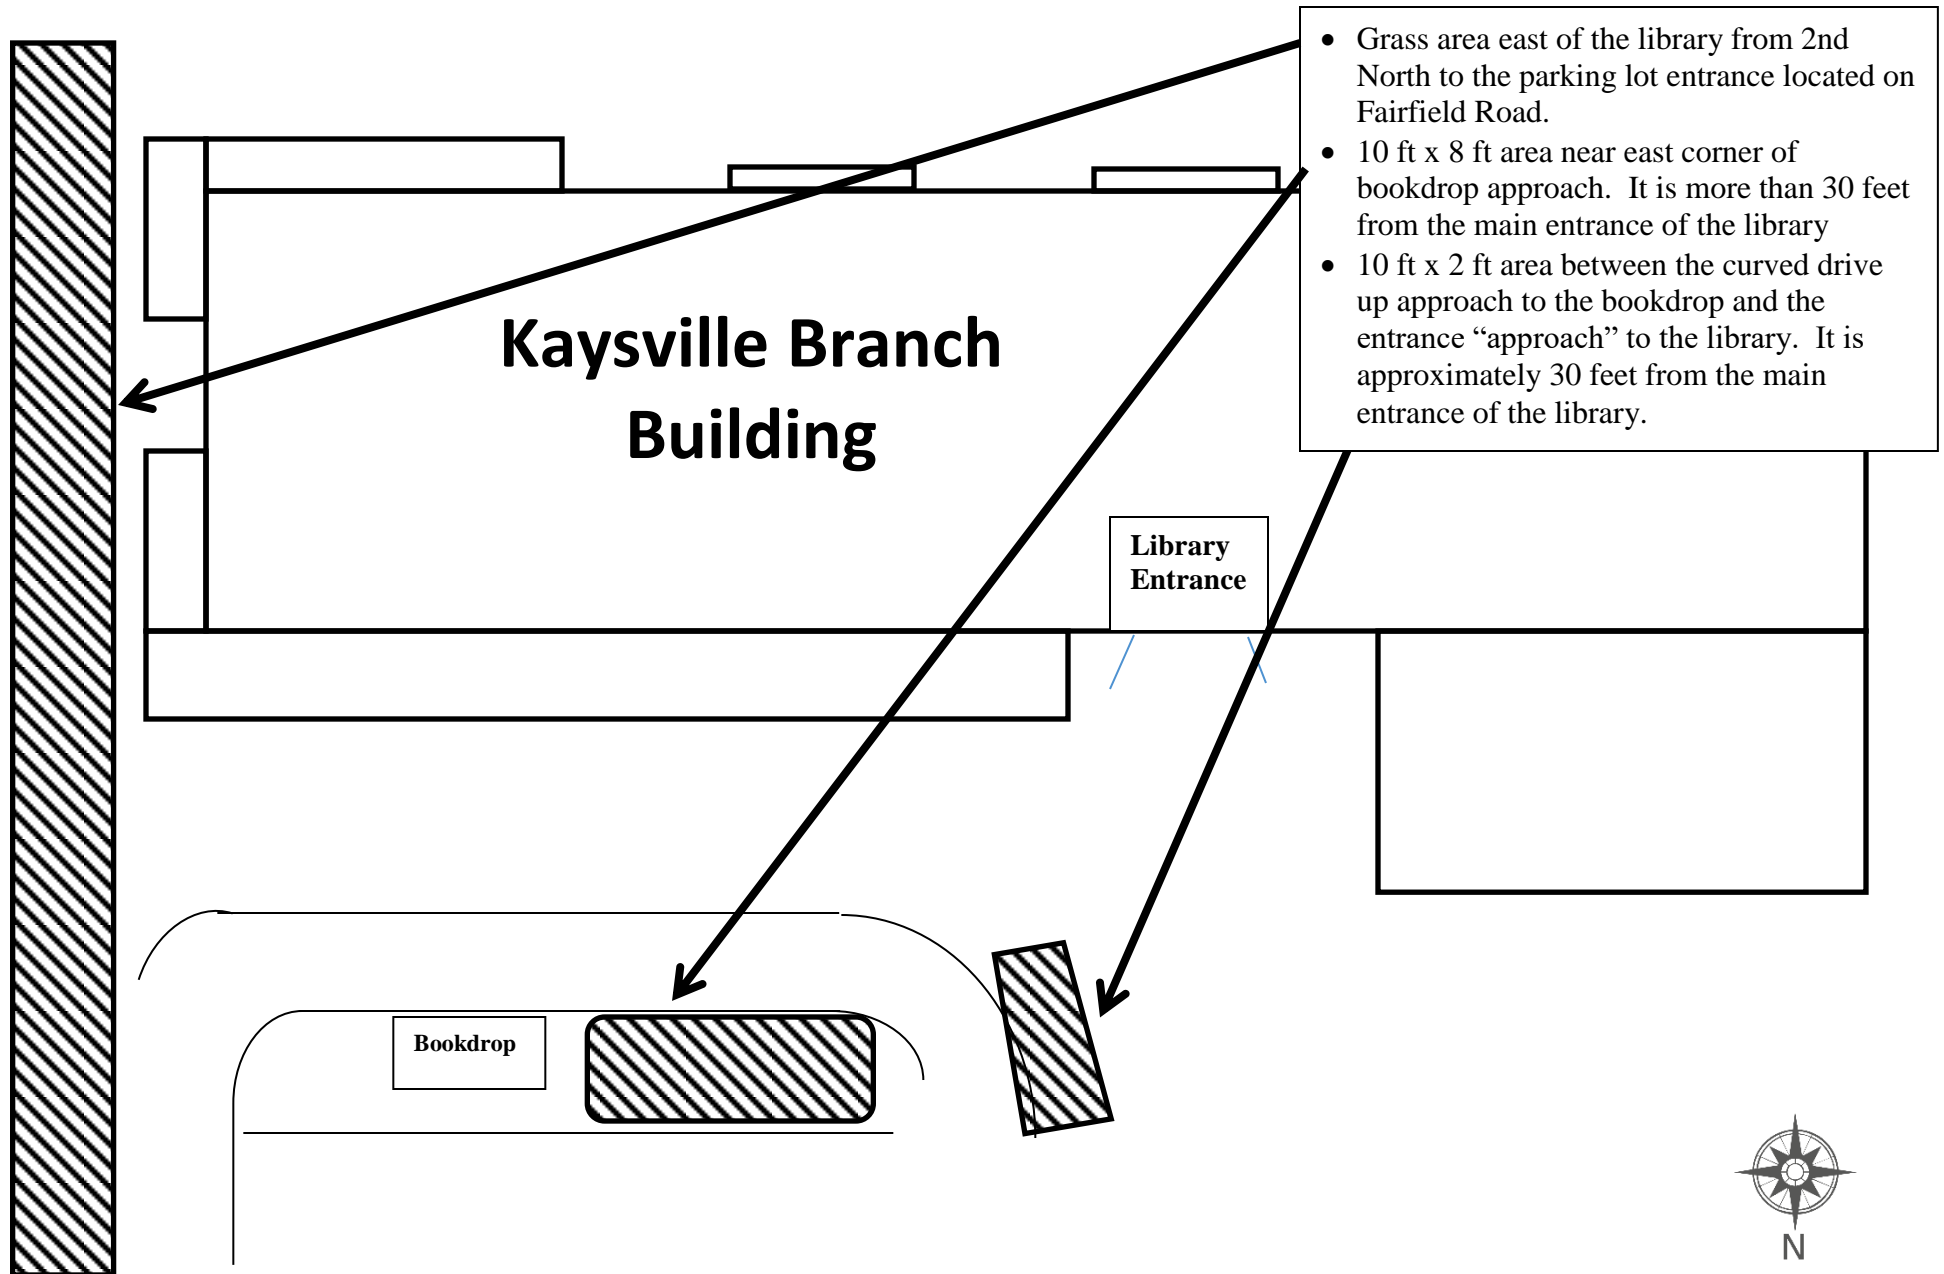 • Grass area east of the library from 2nd
North to the parking lot entrance located on
Fairfield Road.
• 10 ft x 8 ft area near east corner of
bookdrop approach.  It is more than 30 feet
from the main entrance of the library
• 10 ft x 2 ft area between the curved drive
up approach to the bookdrop and the
entrance “approach” to the library.  It is
approximately 30 feet from the main
entrance of the library.
Kaysville Branch
Building
Library
Entrance
Bookdrop
N